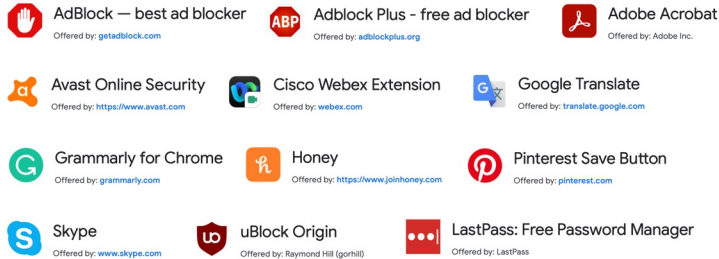 AdBlock — best ad blocker
Offered by: getadblock.com
ABP
Adblock Plus - free ad blocker
Offered by: adblockplus.org
Adobe Acrobat
Offered by: Adobe Inc.
Avast Online Security
Offered by: https://www.avast.com
Cisco Webex Extension
Offered by: webex.com
G 文
Google Translate
Offered by: translate.google.com
G
Grammarly for Chrome
Offered by: grammarly.com
h
Honey
Offered by: https://www.joinhoney.com
Pinterest Save Button
Offered by: pinterest.com
S
Skype
Offered by: www.skype.com
uo
uBlock Origin
Offered by: Raymond Hill (gorhill)
LastPass: Free Password Manager
Offered by: LastPass